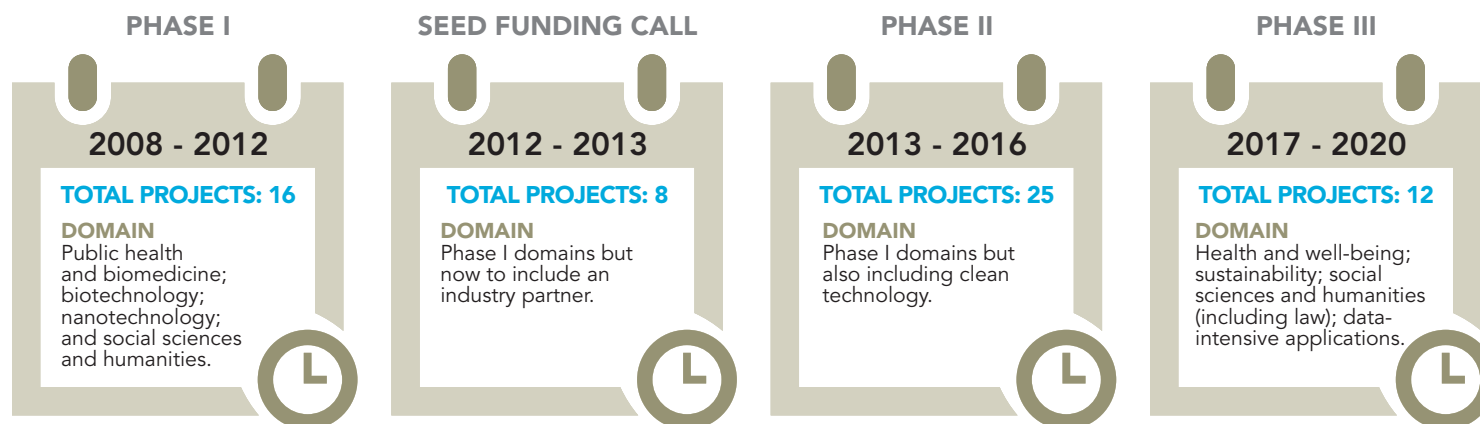 PHASE I
2008 - 2012
TOTAL PROJECTS: 16
DOMAIN
Public health
and biomedicine;
biotechnology;
nanotechnology;
and social sciences
and humanities.
SEED FUNDING CALL
2012 - 2013
TOTAL PROJECTS: 8
DOMAIN
Phase I domains but
now to include an
industry partner.
PHASE II
2013 - 2016
TOTAL PROJECTS: 25
DOMAIN
Phase I domains but
also including clean
technology.
PHASE III
2017 - 2020
TOTAL PROJECTS: 12
DOMAIN
Health and well-being;
sustainability; social
sciences and humanities
(including law); data-
intensive applications.